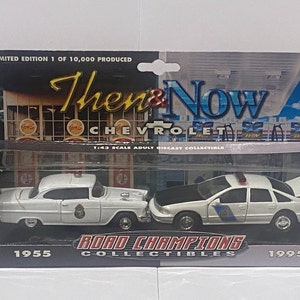 LIMITED EDITION 1 OF 10,000 PRODUCED
Then & Now
CHEVROLET
1:43 SCALE ADULT DIECAST COLLECTIBLE
1955
ROAD CHAMPIONS
COLLECTIBLES
1995